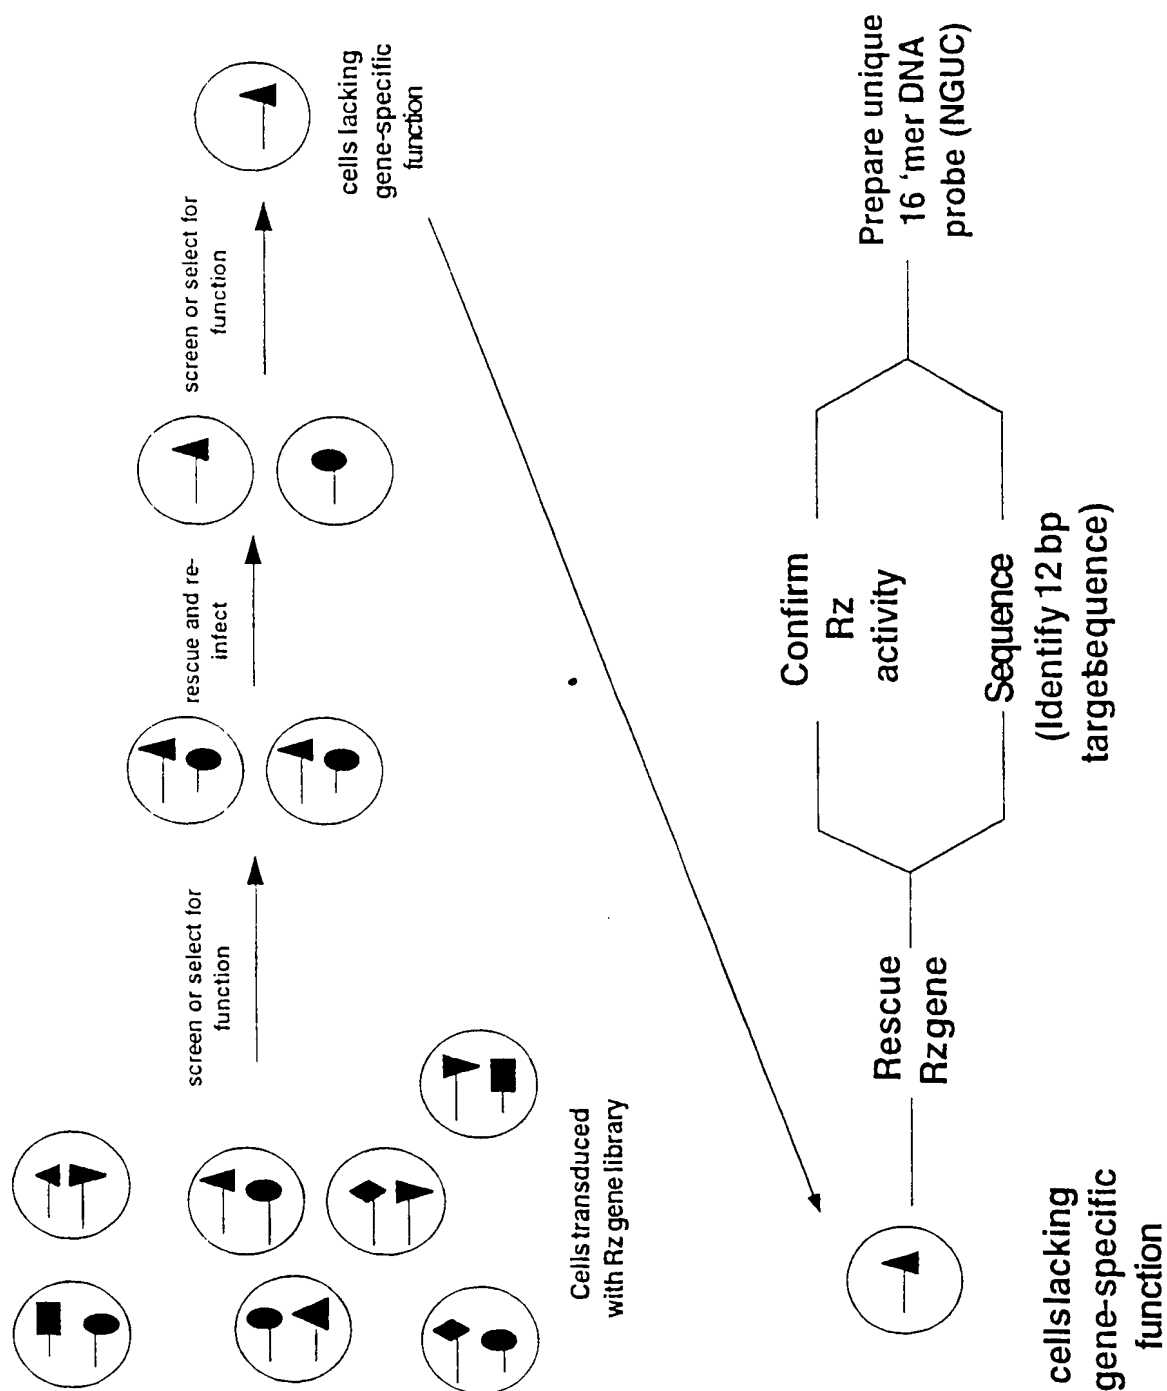 Cells transduced
with Rz gene library
screen or select for
function
rescue and re-
infect
screen or select for
function
cells lacking
gene-specific
function
cells lacking
gene-specific
function
Rescue
Rz gene
Confirm
Rz
activity
Sequence
(Identify 12 bp
target sequence)
Prepare unique
16 'mer DNA
probe (NGUC)